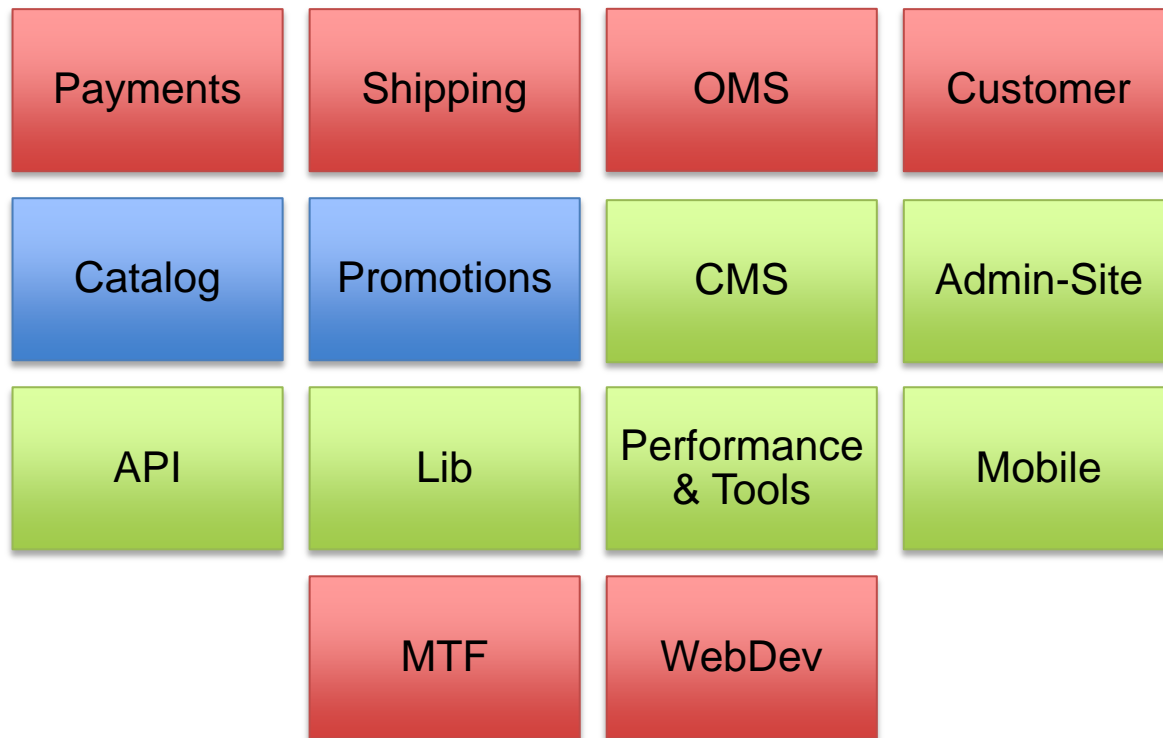 Payments
Shipping
OMS
Customer
Catalog
Promotions
CMS
Admin-Site
API
Lib
Performance
& Tools
Mobile
MTF
WebDev